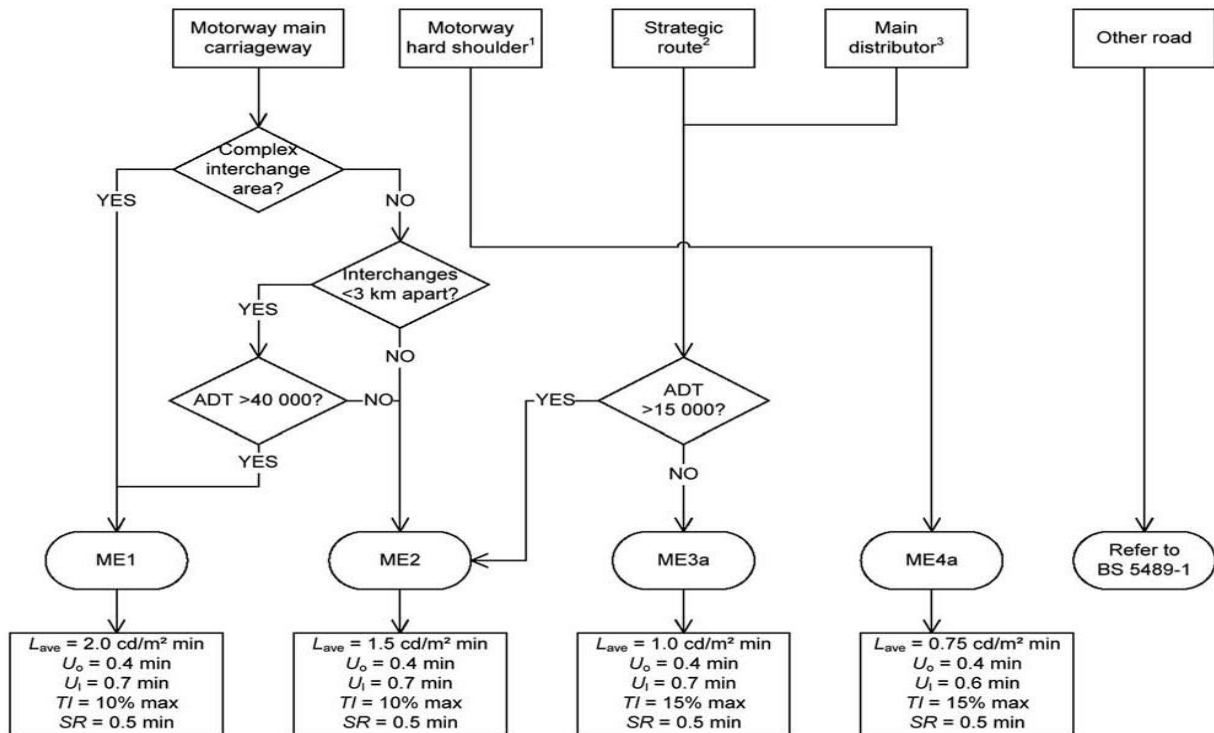 Motorway main
carriageway
Motorway
hard shoulder¹
Strategic
route²
Main
distributor³
Other road
Complex
interchange
area?
YES
NO
Interchanges
<3 km apart?
YES
NO
ADT >40 000?
NO
YES
ADT
>15 000?
YES
NO
ME1
ME2
ME3a
ME4a
Refer to
BS 5489-1
Lave = 2.0 cd/m² min
Uo = 0.4 min
Ul = 0.7 min
TI = 10% max
SR = 0.5 min
Lave = 1.5 cd/m² min
Uo = 0.4 min
Ul = 0.7 min
TI = 10% max
SR = 0.5 min
Lave = 1.0 cd/m² min
Uo = 0.4 min
Ul = 0.7 min
TI = 15% max
SR = 0.5 min
Lave = 0.75 cd/m² min
Uo = 0.4 min
Ul = 0.6 min
TI = 15% max
SR = 0.5 min